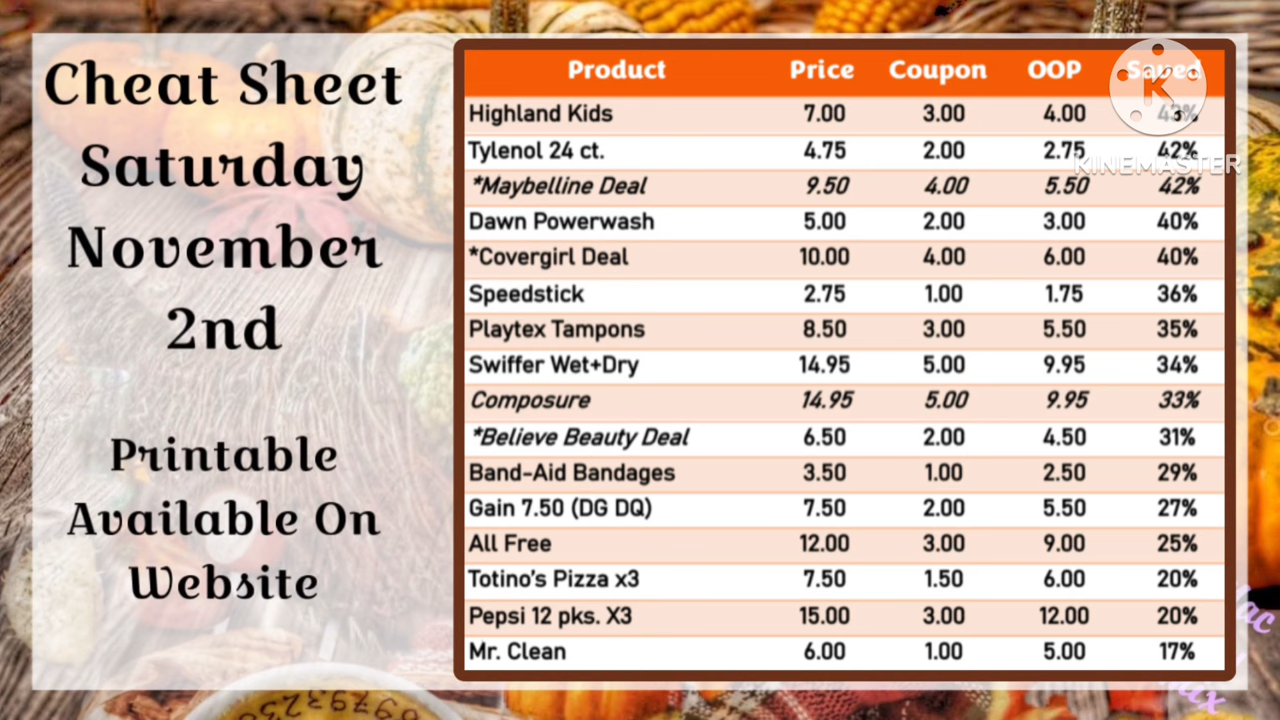 Cheat Sheet
Saturday
November
2nd
Printable
Available On
Website
Product Price Coupon OOP Saved
Highland Kids 7.00 3.00 4.00 43%
Tylenol 24 ct. 4.75 2.00 2.75 42%
*Maybelline Deal 9.50 4.00 5.50 42%
Dawn Powerwash 5.00 2.00 3.00 40%
*Covergirl Deal 10.00 4.00 6.00 40%
Speedstick 2.75 1.00 1.75 36%
Playtex Tampons 8.50 3.00 5.50 35%
Swiffer Wet+Dry 14.95 5.00 9.95 34%
Composure 14.95 5.00 9.95 33%
*Believe Beauty Deal 6.50 2.00 4.50 31%
Band-Aid Bandages 3.50 1.00 2.50 29%
Gain 7.50 (DG DQ) 7.50 2.00 5.50 27%
All Free 12.00 3.00 9.00 25%
Totino's Pizza x3 7.50 1.50 6.00 20%
Pepsi 12 pks. X3 15.00 3.00 12.00 20%
Mr. Clean 6.00 1.00 5.00 17%
K
KINEMASTER